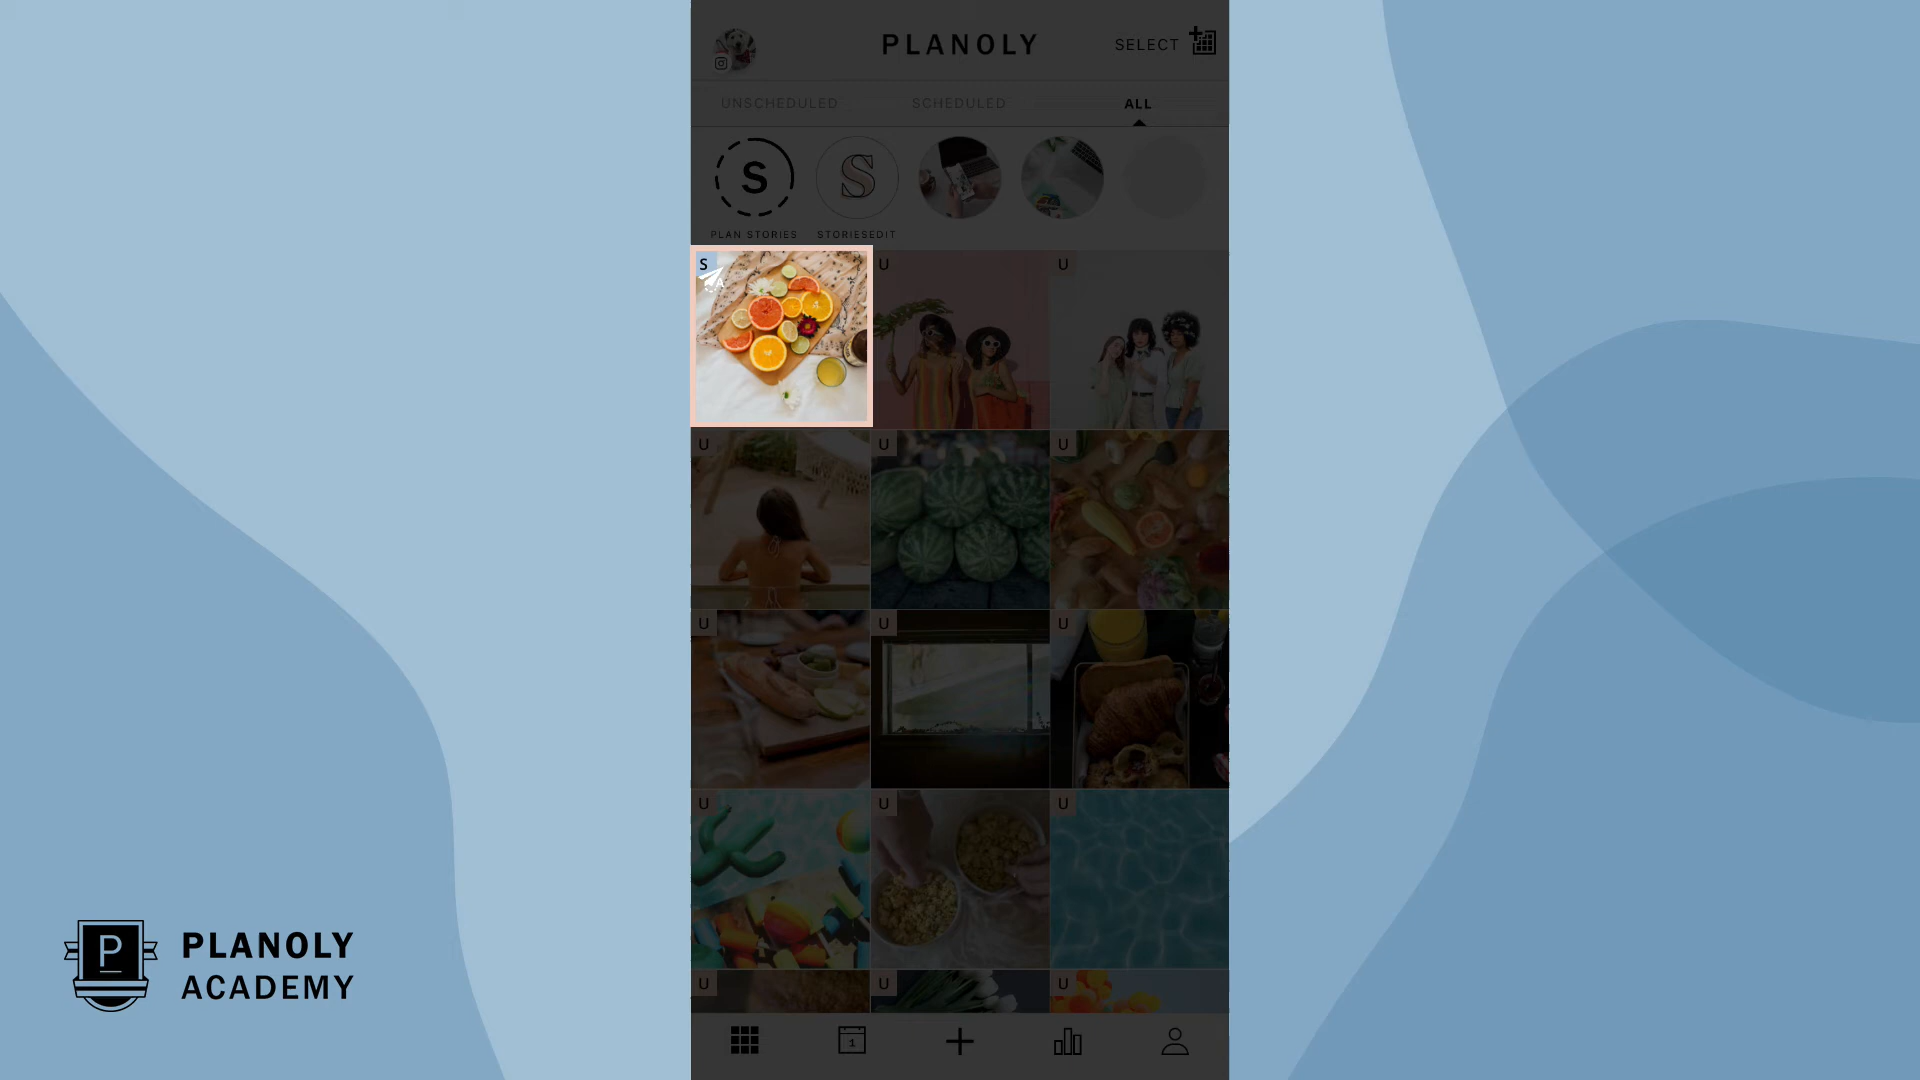 PLANOLY
SELECT
UNSCHEDULED
SCHEDULED
ALL
S
S
PLAN STORIES
STORIESEDIT
S
A
U
U
U
U
U
U
U
U
U
U
U
U
U
U
1
P
PLANOLY
ACADEMY